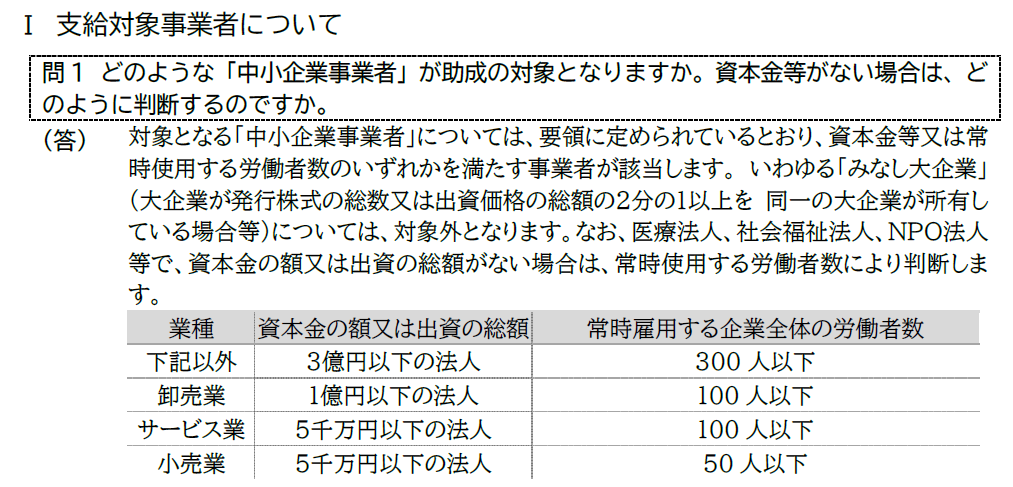 Ⅰ 支給対象事業者について
問1 どのような「中小企業事業者」が助成の対象となりますか。資本金等がない場合は、ど
のように判断するのですか。
(答) 対象となる「中小企業事業者」については、要領に定められているとおり、資本金等又は常
時使用する労働者数のいずれかを満たす事業者が該当します。 いわゆる「みなし大企業」
(大企業が発行株式の総数又は出資価格の総額の2分の1以上を 同一の大企業が所有し
ている場合等)については、対象外となります。なお、医療法人、社会福祉法人、NPO法人
等で、資本金の額又は出資の総額がない場合は、常時使用する労働者数により判断しま
す。
業種 資本金の額又は出資の総額 常時雇用する企業全体の労働者数
下記以外 3億円以下の法人 300 人以下
卸売業 1億円以下の法人 100 人以下
サービス業 5千万円以下の法人 100 人以下
小売業 5千万円以下の法人 50 人以下